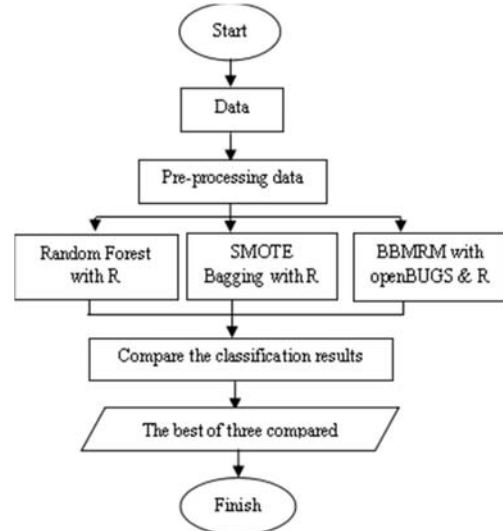 Start
Data
Pre-processing data
Random Forest
with R
SMOTE
Bagging with R
BBMRM with
openBUGS & R
Compare the classification results
The best of three compared
Finish